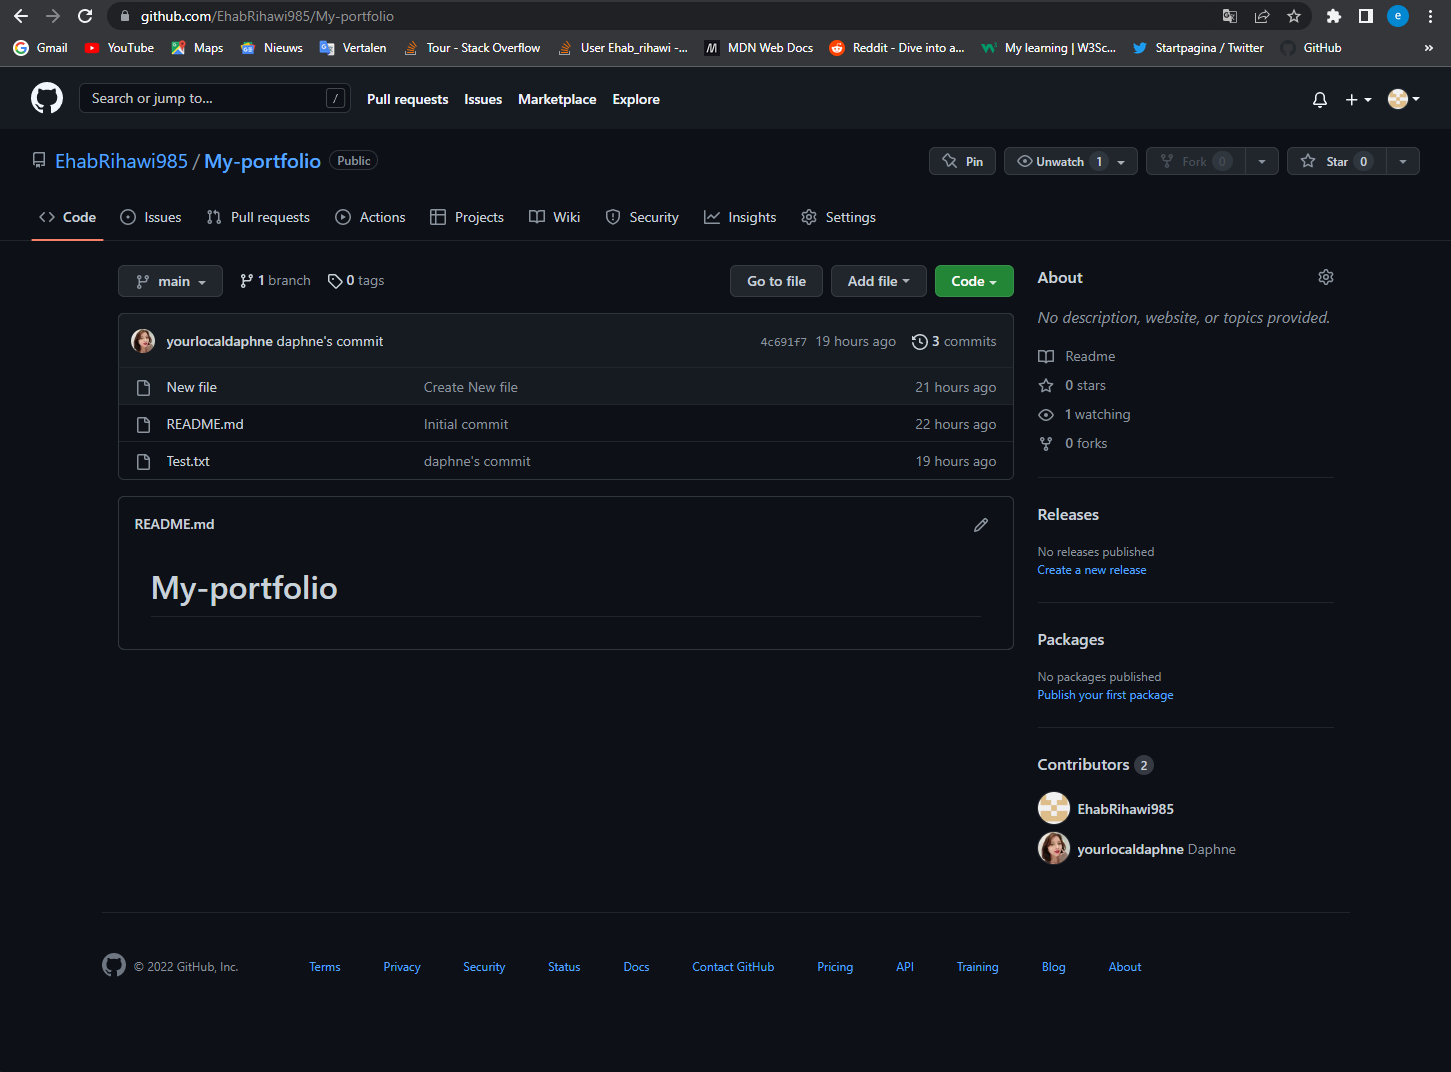 github.com/EhabRihawi985/My-portfolio
e
Gmail YouTube Maps Nieuws Vertalen Tour - Stack Overflow User Ehab_rihawi -... MDN Web Docs Reddit - Dive into a... My learning | W3Sc... Startpagina / Twitter GitHub »
Search or jump to... / Pull requests Issues Marketplace Explore
EhabRihawi985 / My-portfolio Public Pin Unwatch 1 Fork 0 Star 0
Code Issues Pull requests Actions Projects Wiki Security Insights Settings
main 1 branch 0 tags Go to file Add file Code
yourlocaldaphne daphne's commit 4c691f7 19 hours ago 3 commits
New file Create New file 21 hours ago
README.md Initial commit 22 hours ago
Test.txt daphne's commit 19 hours ago
README.md
My-portfolio
About
No description, website, or topics provided.
Readme
0 stars
1 watching
0 forks
Releases
No releases published
Create a new release
Packages
No packages published
Publish your first package
Contributors 2
EhabRihawi985
yourlocaldaphne Daphne
© 2022 GitHub, Inc. Terms Privacy Security Status Docs Contact GitHub Pricing API Training Blog About